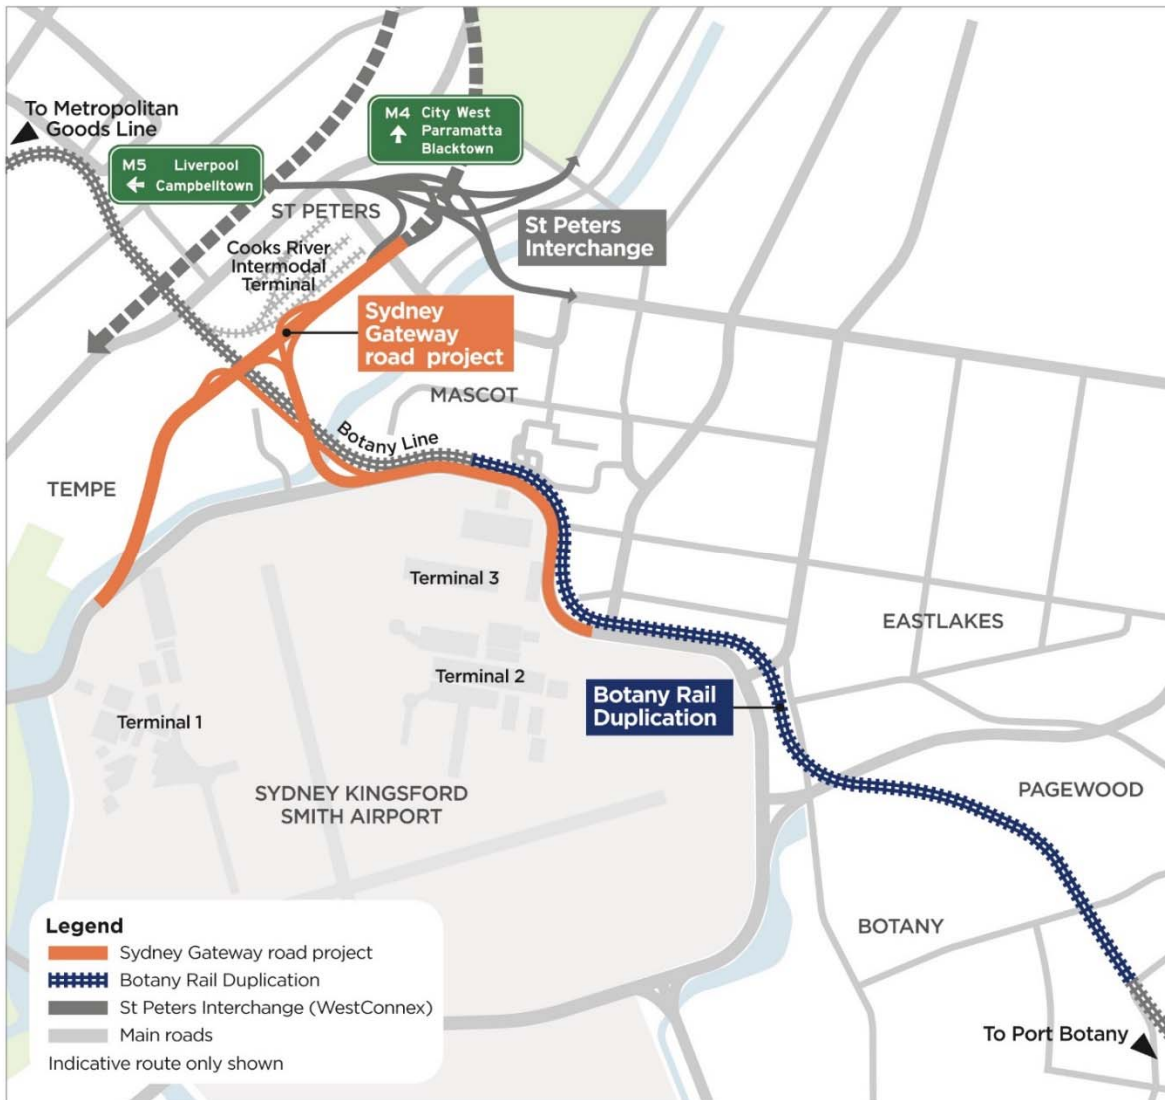 To Metropolitan
Goods Line
M4 City West
Parramatta
Blacktown
M5 Liverpool
Campbelltown
ST PETERS
St Peters
Interchange
Cooks River
Intermodal
Terminal
Sydney
Gateway
road project
MASCOT
Botany Line
TEMPE
Terminal 3
EASTLAKES
Terminal 2
Botany Rail
Duplication
Terminal 1
SYDNEY KINGSFORD
SMITH AIRPORT
PAGEWOOD
BOTANY
To Port Botany
Legend
Sydney Gateway road project
Botany Rail Duplication
St Peters Interchange (WestConnex)
Main roads
Indicative route only shown